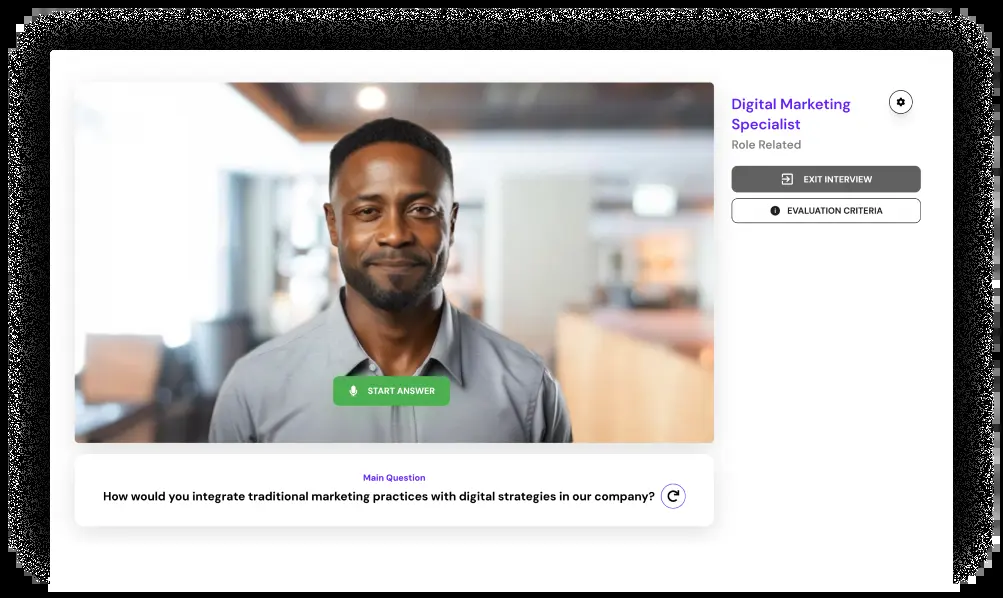 Digital Marketing
Specialist
Role Related
EXIT INTERVIEW
EVALUATION CRITERIA
START ANSWER
Main Question
How would you integrate traditional marketing practices with digital strategies in our company?